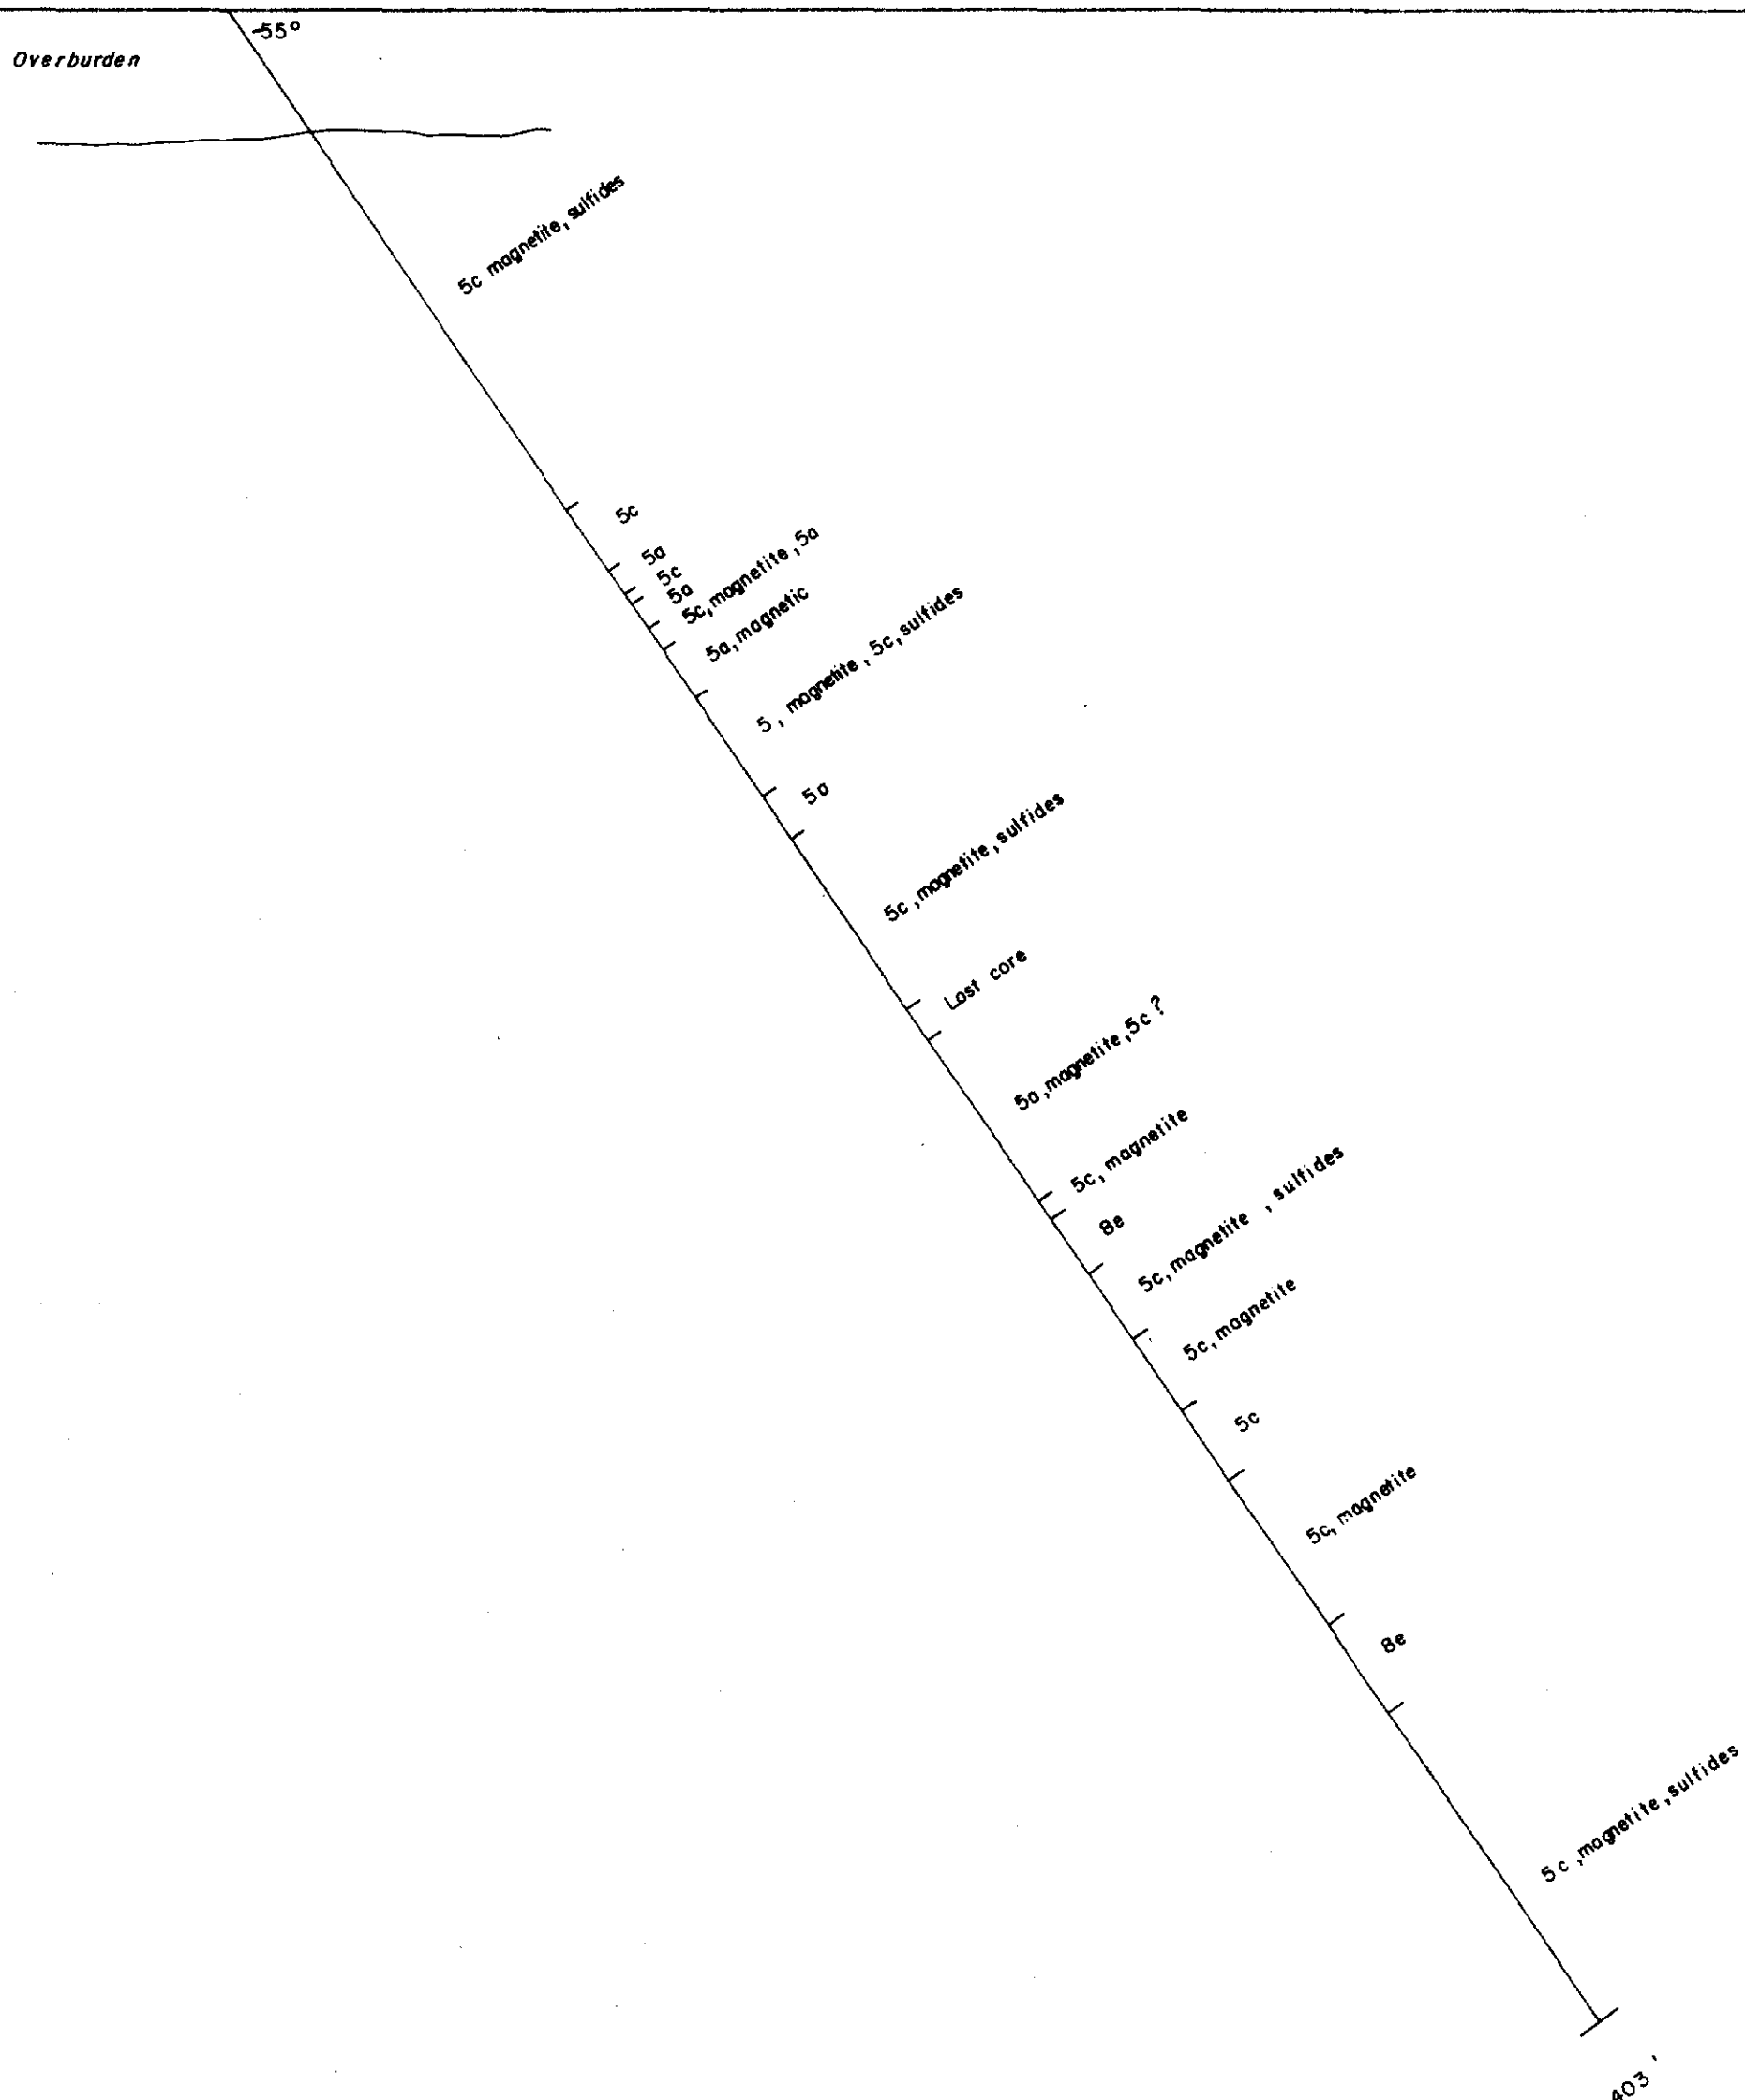 -55°
Overburden
5c magnetite, sulfides
5c
5a
5c
5a
5c, magnetite, 5a
5a, magnetic
5, magnetite, 5c, sulfides
5a
5c, magnetite, sulfides
Lost core
5a, magnetite, 5c ?
5c, magnetite
8e
5c, magnetite , sulfides
5c, magnetite
5c
5c, magnetite
8e
5c, magnetite, sulfides
403'